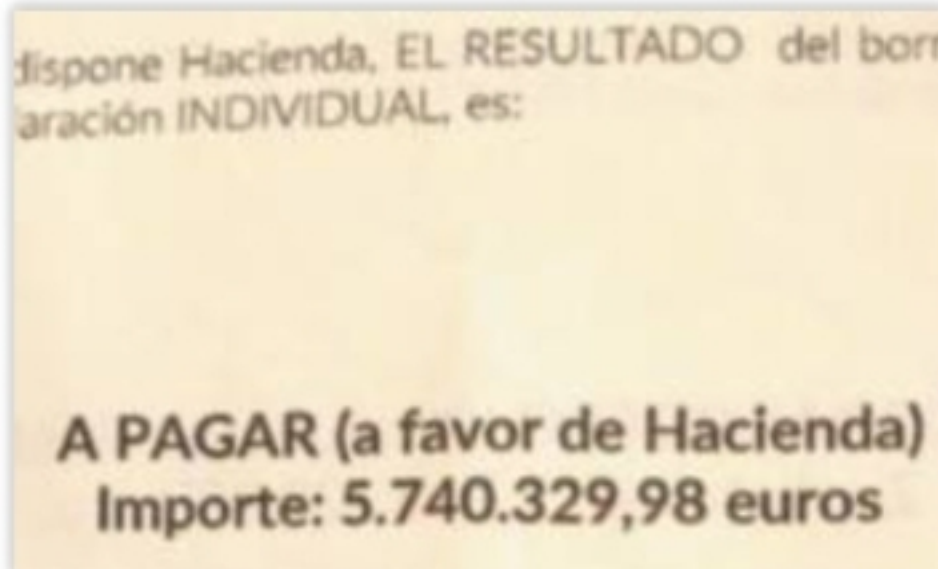 dispone Hacienda, EL RESULTADO del borr
aración INDIVIDUAL, es:
A PAGAR (a favor de Hacienda)
Importe: 5.740.329,98 euros